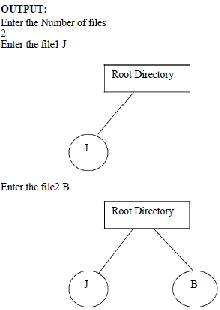 OUTPUT:
Enter the Number of files
2
Enter the file1 J
Root Directory
J
Enter the file2 B
Root Directory
J
B